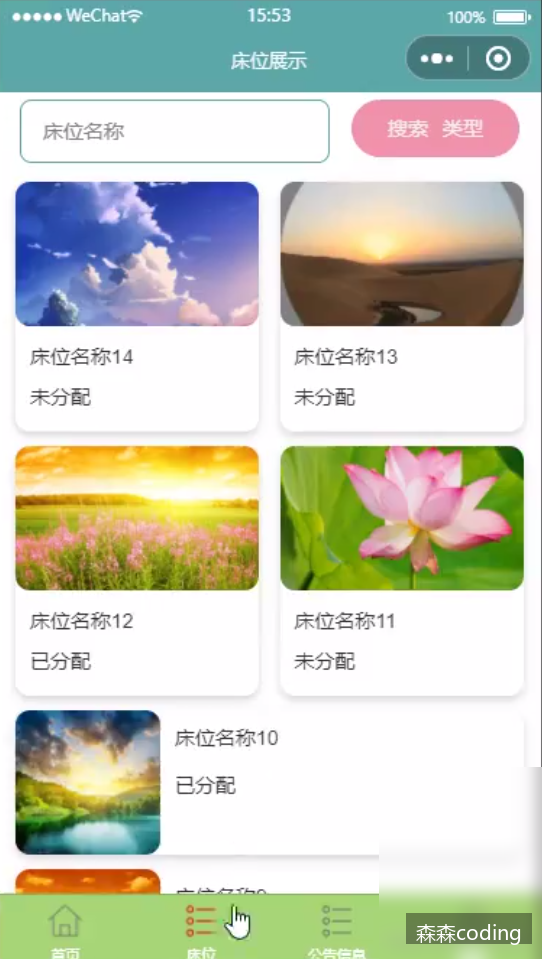 WeChat 15:53 100%
床位展示
床位名称 搜索 类型
床位名称14 床位名称13
未分配 未分配
床位名称12 床位名称11
已分配 未分配
床位名称10
已分配
首页 床位 公告信息
森森coding